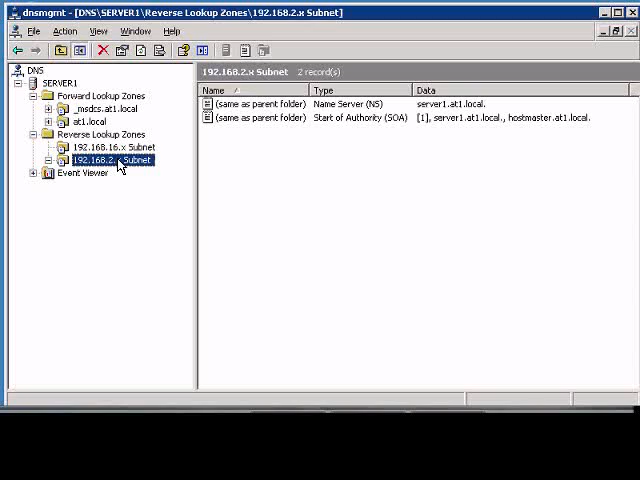 dnsmgmt - [DNS\SERVER1\Reverse Lookup Zones\192.168.2.x Subnet]
File Action View Window Help
DNS
SERVER1
Forward Lookup Zones
_msdcs.at1.local
at1.local
Reverse Lookup Zones
192.168.16.x Subnet
192.168.2.x Subnet
Event Viewer
192.168.2.x Subnet 2 record(s)
Name Type Data
(same as parent folder) Name Server (NS) server1.at1.local.
(same as parent folder) Start of Authority (SOA) [1], server1.at1.local., hostmaster.at1.local.